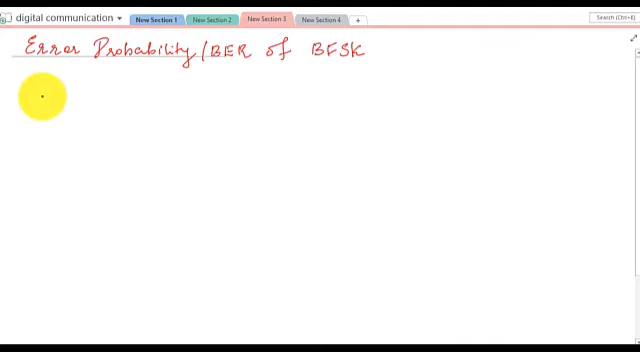 digital communication New Section 1 New Section 2 New Section 3 New Section 4 + Search (Ctrl+E)
Error Probability/BER of BFSK